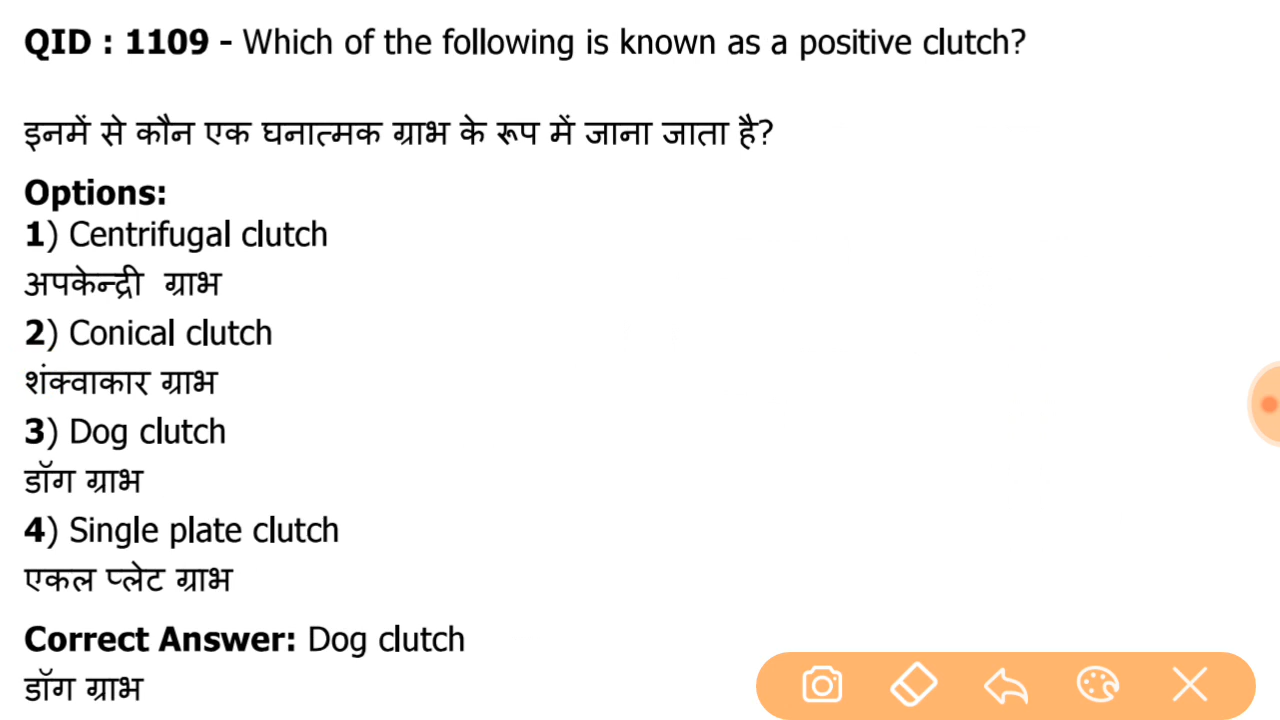 QID : 1109 - Which of the following is known as a positive clutch?
इनमें से कौन एक घनात्मक ग्राभ के रूप में जाना जाता है?
Options:
1) Centrifugal clutch
अपकेन्द्री ग्राभ
2) Conical clutch
शंक्वाकार ग्राभ
3) Dog clutch
डॉग ग्राभ
4) Single plate clutch
एकल प्लेट ग्राभ
Correct Answer: Dog clutch
डॉग ग्राभ